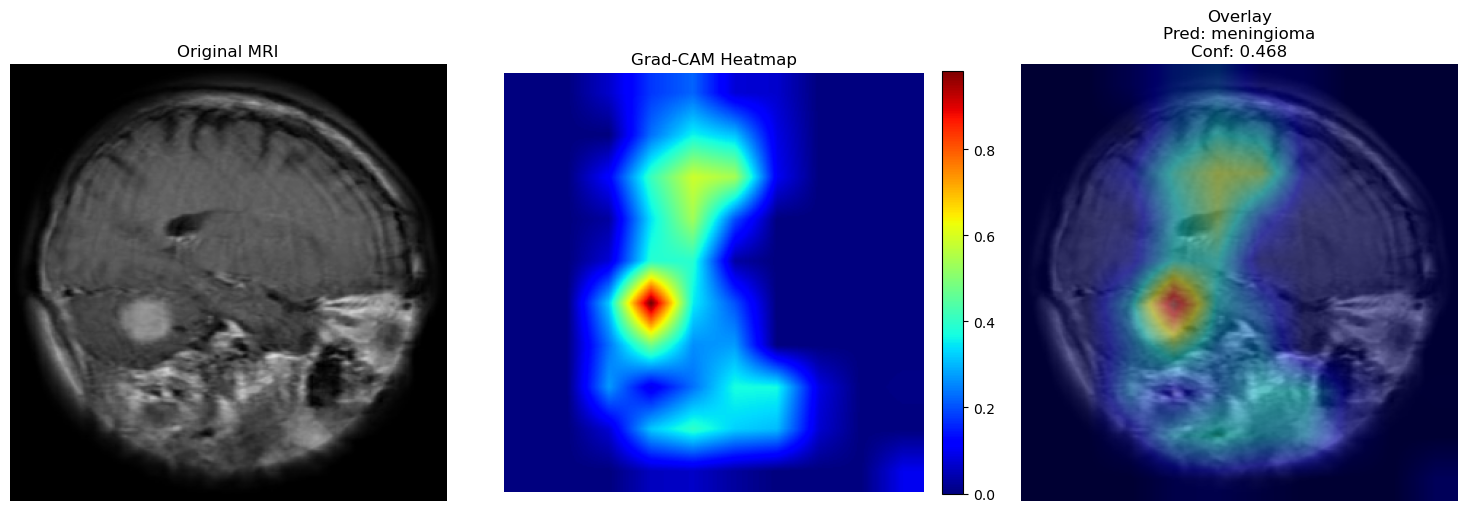 Original MRI
Grad-CAM Heatmap
0.8
0.6
0.4
0.2
0.0
Overlay
Pred: meningioma
Conf: 0.468